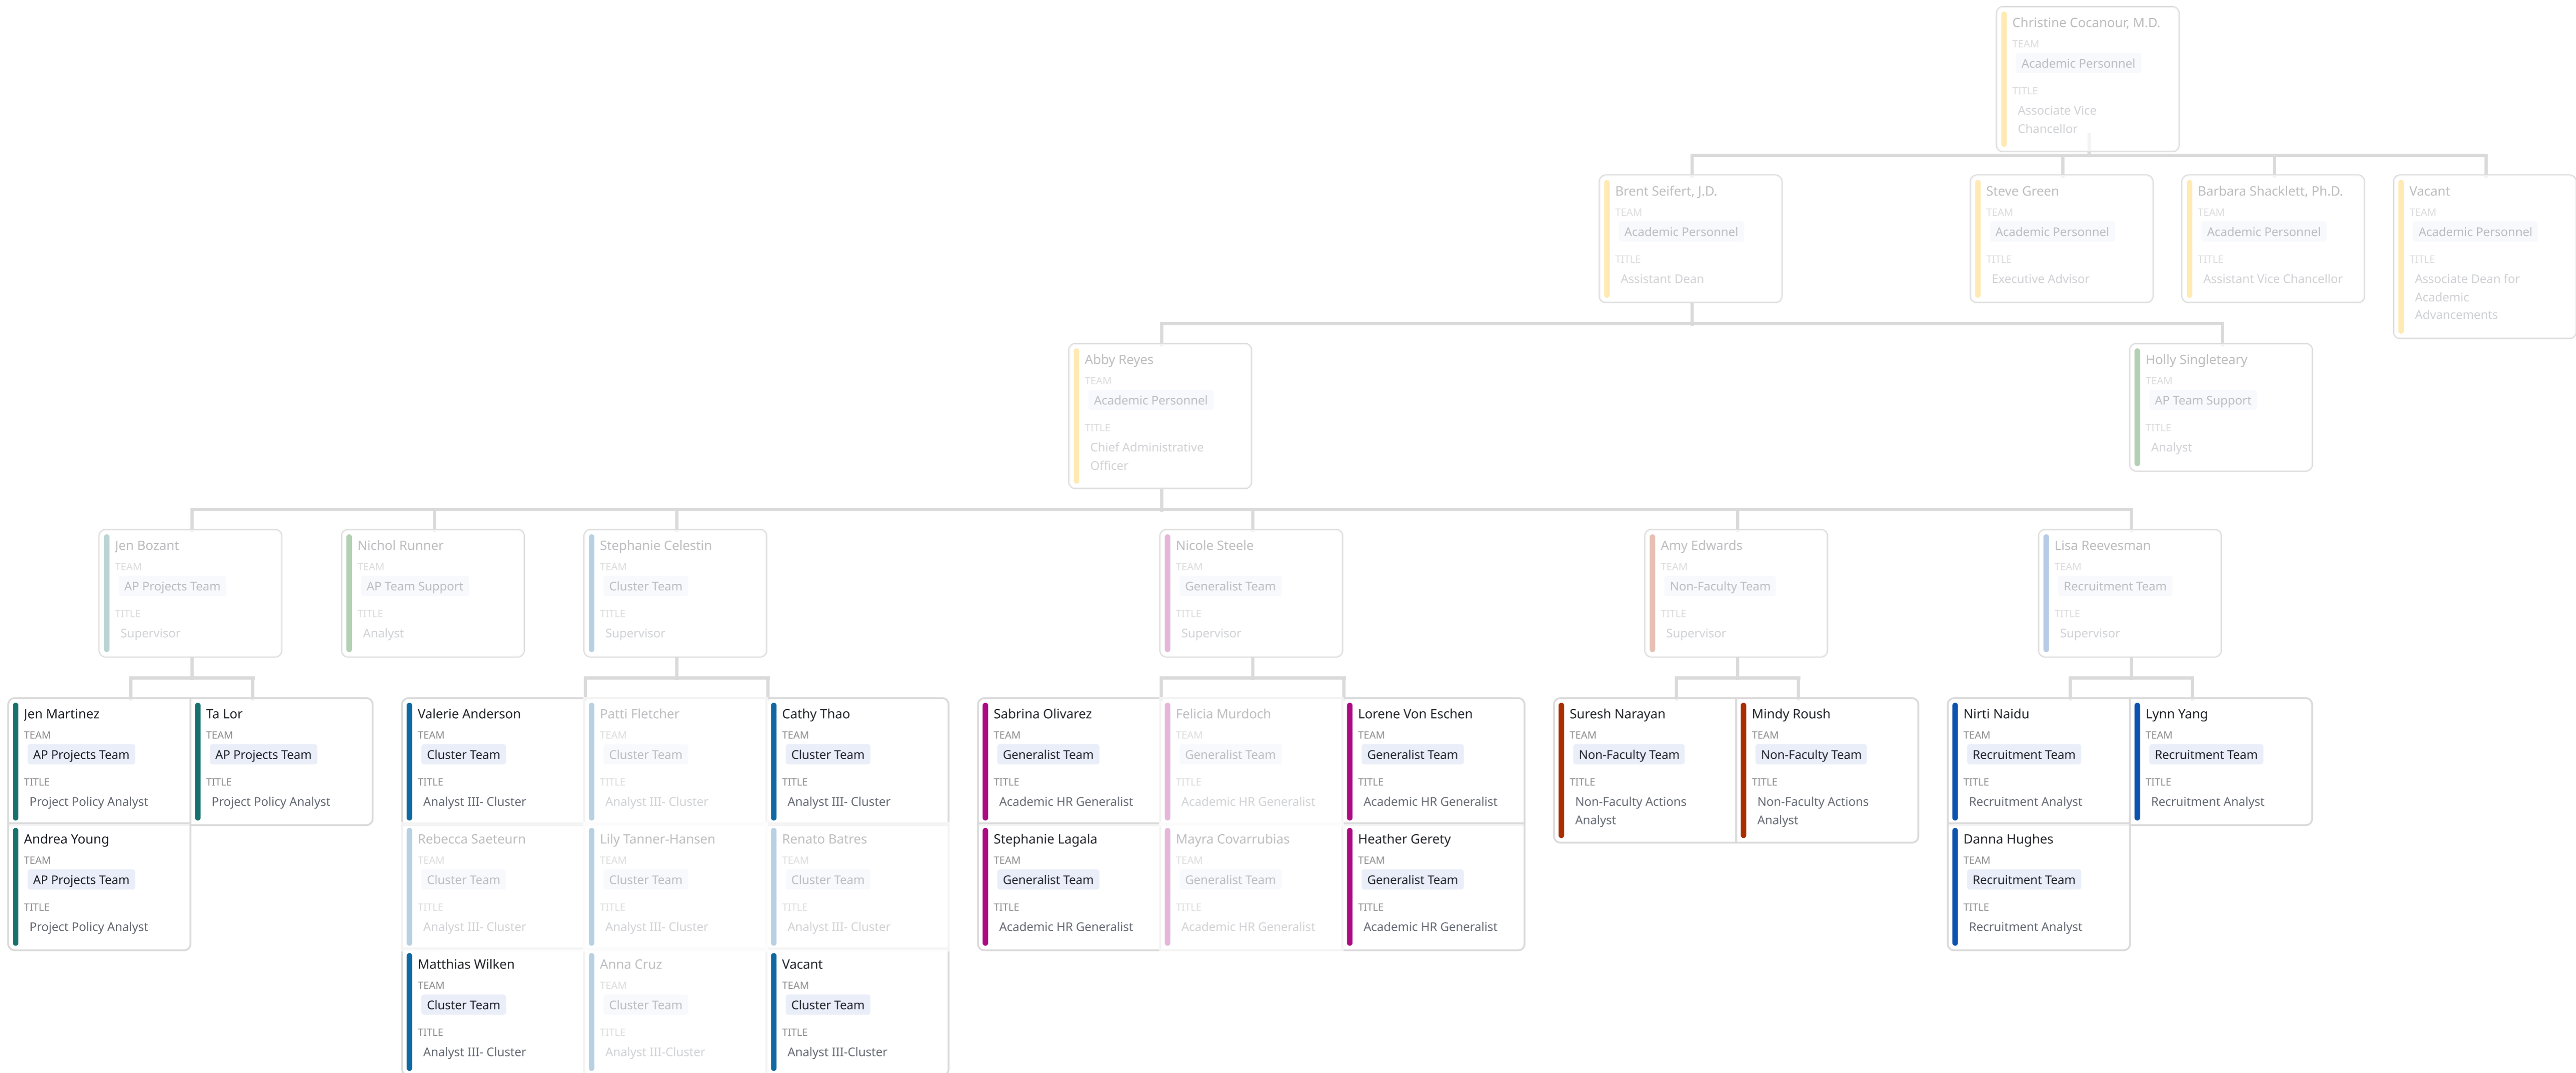 Christine Cocanour, M.D.
TEAM
Academic Personnel
TITLE
Associate Vice
Chancellor
Brent Seifert, J.D.
TEAM
Academic Personnel
TITLE
Assistant Dean
Steve Green
TEAM
Academic Personnel
TITLE
Executive Advisor
Barbara Shacklett, Ph.D.
TEAM
Academic Personnel
TITLE
Assistant Vice Chancellor
Vacant
TEAM
Academic Personnel
TITLE
Associate Dean for
Academic
Advancements
Abby Reyes
TEAM
Academic Personnel
TITLE
Chief Administrative
Officer
Holly Singleteary
TEAM
AP Team Support
TITLE
Analyst
Jen Bozant
TEAM
AP Projects Team
TITLE
Supervisor
Nichol Runner
TEAM
AP Team Support
TITLE
Analyst
Stephanie Celestin
TEAM
Cluster Team
TITLE
Supervisor
Nicole Steele
TEAM
Generalist Team
TITLE
Supervisor
Amy Edwards
TEAM
Non-Faculty Team
TITLE
Supervisor
Lisa Reevesman
TEAM
Recruitment Team
TITLE
Supervisor
Jen Martinez
TEAM
AP Projects Team
TITLE
Project Policy Analyst
Ta Lor
TEAM
AP Projects Team
TITLE
Project Policy Analyst
Andrea Young
TEAM
AP Projects Team
TITLE
Project Policy Analyst
Valerie Anderson
TEAM
Cluster Team
TITLE
Analyst III- Cluster
Patti Fletcher
TEAM
Cluster Team
TITLE
Analyst III- Cluster
Cathy Thao
TEAM
Cluster Team
TITLE
Analyst III- Cluster
Rebecca Saeteurn
TEAM
Cluster Team
TITLE
Analyst III- Cluster
Lily Tanner-Hansen
TEAM
Cluster Team
TITLE
Analyst III- Cluster
Renato Batres
TEAM
Cluster Team
TITLE
Analyst III- Cluster
Matthias Wilken
TEAM
Cluster Team
TITLE
Analyst III- Cluster
Anna Cruz
TEAM
Cluster Team
TITLE
Analyst III-Cluster
Vacant
TEAM
Cluster Team
TITLE
Analyst III-Cluster
Sabrina Olivarez
TEAM
Generalist Team
TITLE
Academic HR Generalist
Felicia Murdoch
TEAM
Generalist Team
TITLE
Academic HR Generalist
Lorene Von Eschen
TEAM
Generalist Team
TITLE
Academic HR Generalist
Stephanie Lagala
TEAM
Generalist Team
TITLE
Academic HR Generalist
Mayra Covarrubias
TEAM
Generalist Team
TITLE
Academic HR Generalist
Heather Gerety
TEAM
Generalist Team
TITLE
Academic HR Generalist
Suresh Narayan
TEAM
Non-Faculty Team
TITLE
Non-Faculty Actions
Analyst
Mindy Roush
TEAM
Non-Faculty Team
TITLE
Non-Faculty Actions
Analyst
Nirti Naidu
TEAM
Recruitment Team
TITLE
Recruitment Analyst
Lynn Yang
TEAM
Recruitment Team
TITLE
Recruitment Analyst
Danna Hughes
TEAM
Recruitment Team
TITLE
Recruitment Analyst